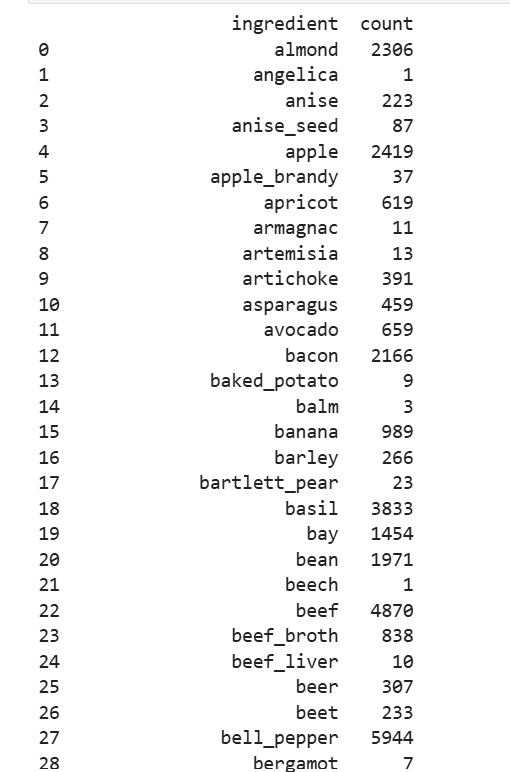 ingredient count
0 almond 2306
1 angelica 1
2 anise 223
3 anise_seed 87
4 apple 2419
5 apple_brandy 37
6 apricot 619
7 armagnac 11
8 artemisia 13
9 artichoke 391
10 asparagus 459
11 avocado 659
12 bacon 2166
13 baked_potato 9
14 balm 3
15 banana 989
16 barley 266
17 bartlett_pear 23
18 basil 3833
19 bay 1454
20 bean 1971
21 beech 1
22 beef 4870
23 beef_broth 838
24 beef_liver 10
25 beer 307
26 beet 233
27 bell_pepper 5944
28 bergamot 7